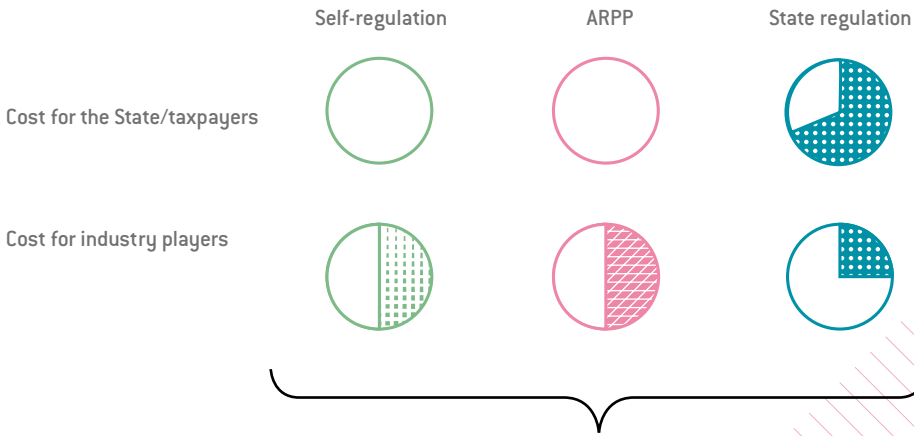 Self-regulation ARPP State regulation
Cost for the State/taxpayers
Cost for industry players